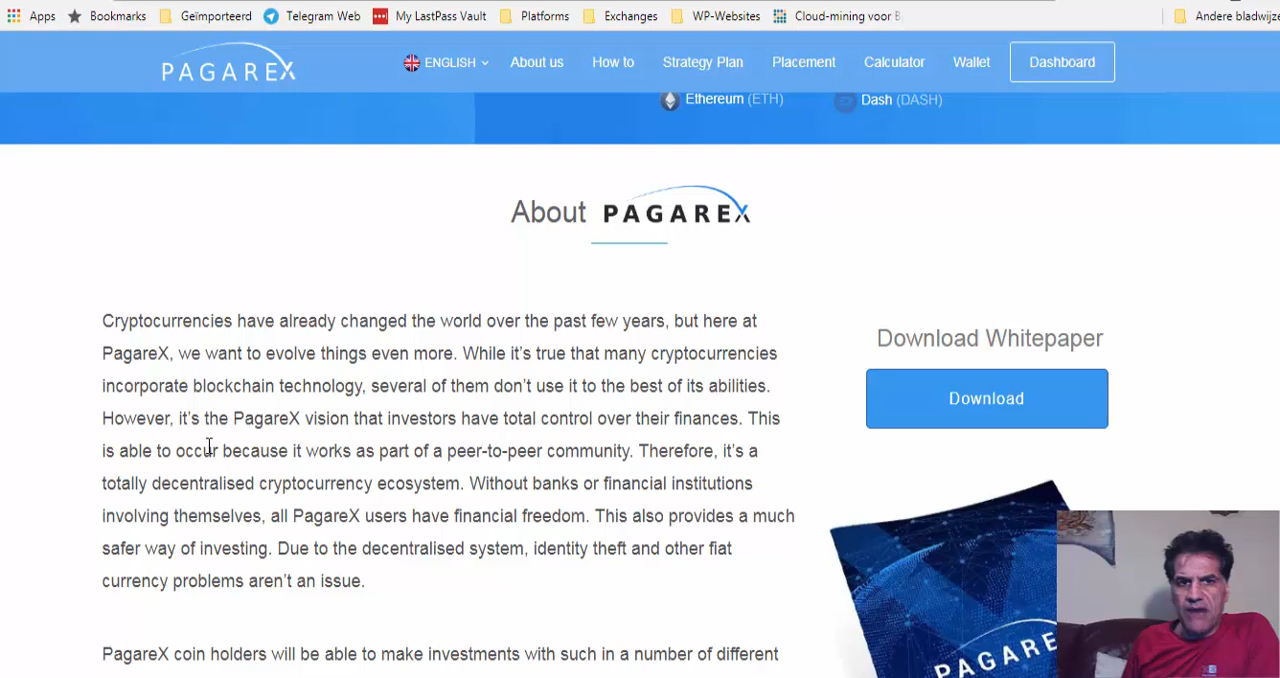 Apps Bookmarks Geïmporteerd Telegram Web My LastPass Vault Platforms Exchanges WP-Websites Cloud-mining voor B Andere bladwijze
PAGAREX ENGLISH About us How to Strategy Plan Placement Calculator Wallet Dashboard
Ethereum (ETH) Dash (DASH)
About PAGAREX
Cryptocurrencies have already changed the world over the past few years, but here at
PagareX, we want to evolve things even more. While it's true that many cryptocurrencies
incorporate blockchain technology, several of them don't use it to the best of its abilities.
However, it's the PagareX vision that investors have total control over their finances. This
is able to occur because it works as part of a peer-to-peer community. Therefore, it's a
totally decentralised cryptocurrency ecosystem. Without banks or financial institutions
involving themselves, all PagareX users have financial freedom. This also provides a much
safer way of investing. Due to the decentralised system, identity theft and other fiat
currency problems aren't an issue.
PagareX coin holders will be able to make investments with such in a number of different
Download Whitepaper
Download
PAGARE